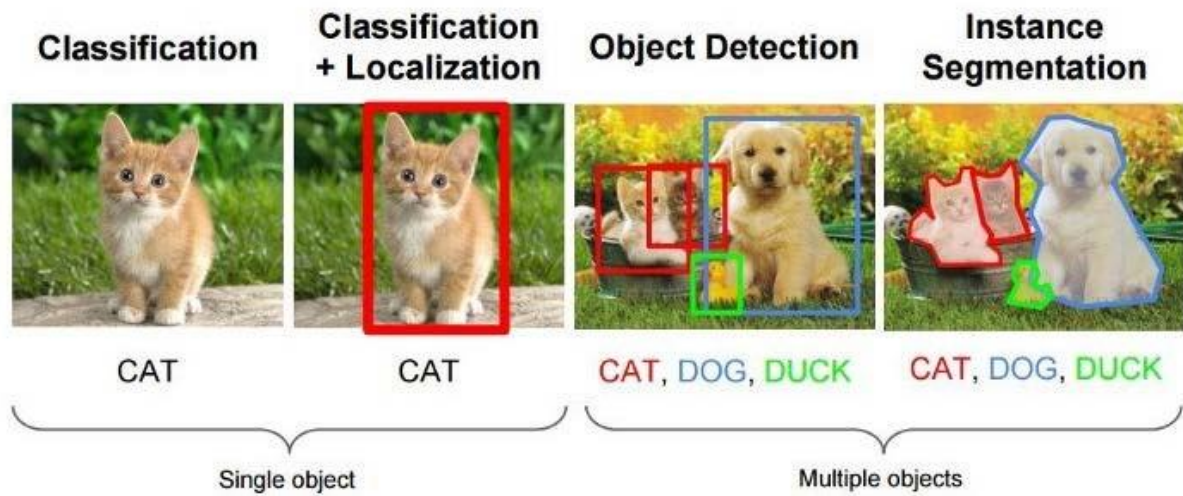 Classification
Classification
+ Localization
Object Detection
Instance
Segmentation
CAT
CAT
CAT, DOG, DUCK
CAT, DOG, DUCK
Single object
Multiple objects